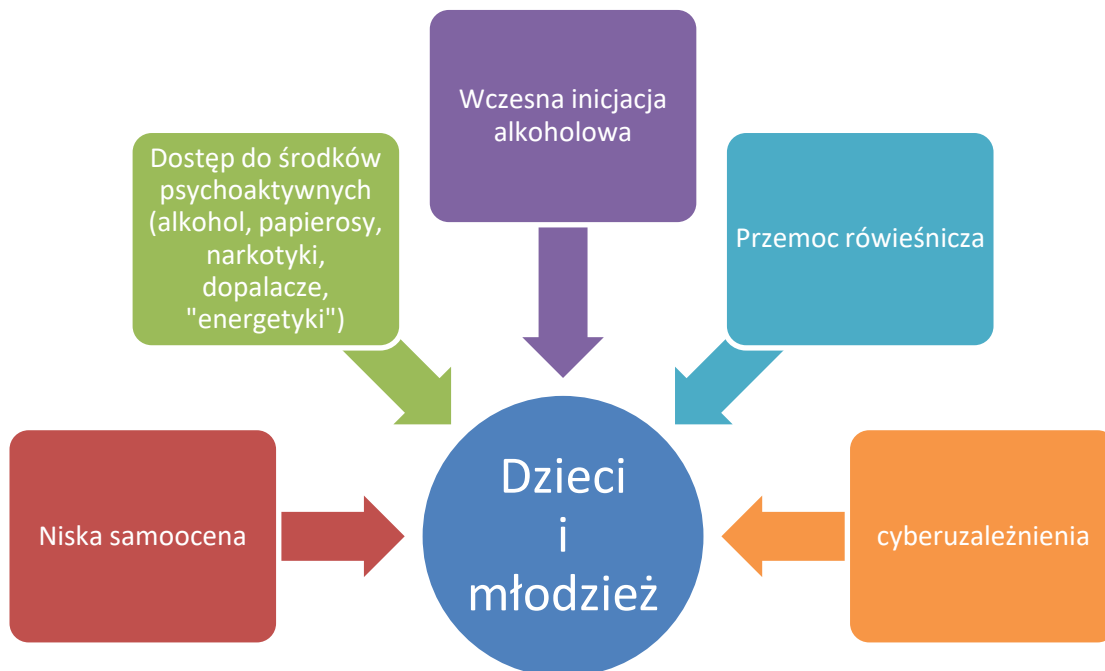 Wczesna inicjacja
alkoholowa
Dostęp do środków
psychoaktywnych
(alkohol, papierosy,
narkotyki,
dopalacze,
"energetyki")
Przemoc rówieśnicza
Niska samoocena
Dzieci
i
młodzież
cyberuzależnienia